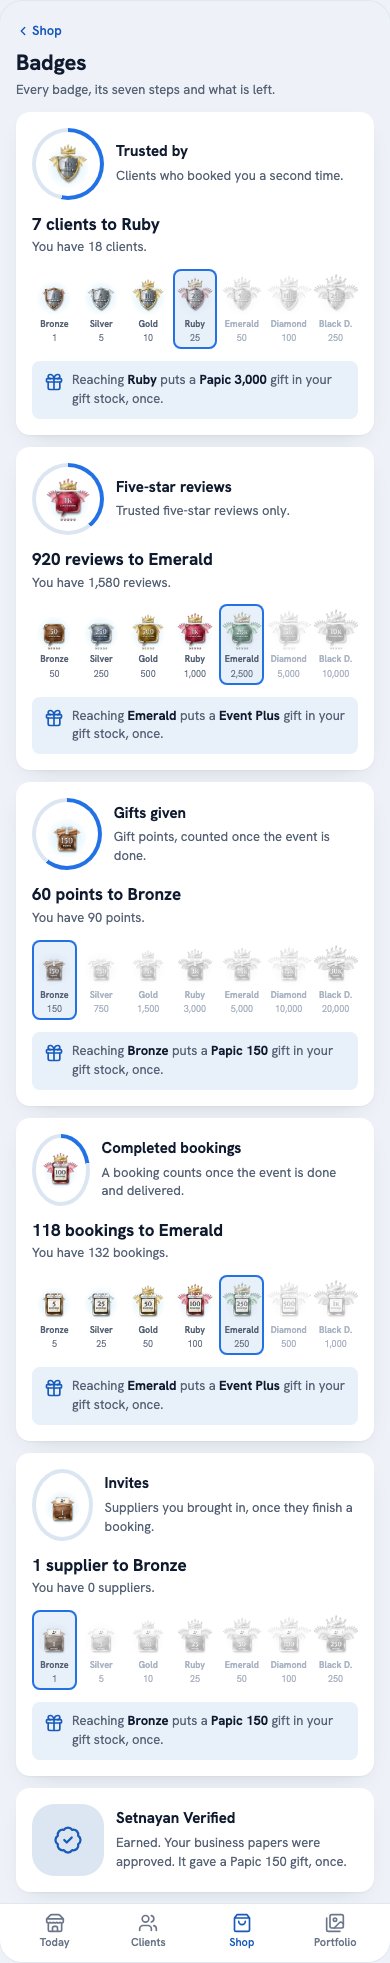 Shop
Badges
Every badge, its seven steps and what is left.
Trusted by
Clients who booked you a second time.
7 clients to Ruby
You have 18 clients.
Bronze Silver Gold Ruby Emerald Diamond Black D.
1 5 10 25 50 100 250
Reaching Ruby puts a Papic 3,000 gift in your
gift stock, once.
Five-star reviews
Trusted five-star reviews only.
1K
920 reviews to Emerald
You have 1,580 reviews.
Bronze Silver Gold Ruby Emerald Diamond Black D.
50 250 500 1,000 2,500 5,000 10,000
Reaching Emerald puts a Event Plus gift in your
gift stock, once.
Gifts given
Gift points, counted once the event is
done.
150
60 points to Bronze
You have 90 points.
Bronze Silver Gold Ruby Emerald Diamond Black D.
150 750 1,500 3,000 5,000 10,000 20,000
Reaching Bronze puts a Papic 150 gift in your
gift stock, once.
Completed bookings
A booking counts once the event is done
and delivered.
100
118 bookings to Emerald
You have 132 bookings.
5 25 50 100 250 500 1K
Bronze Silver Gold Ruby Emerald Diamond Black D.
5 25 50 100 250 500 1,000
Reaching Emerald puts a Event Plus gift in your
gift stock, once.
Invites
Suppliers you brought in, once they finish a
booking.
1 supplier to Bronze
You have 0 suppliers.
Bronze Silver Gold Ruby Emerald Diamond Black D.
1 5 10 25 50 100 250
Reaching Bronze puts a Papic 150 gift in your
gift stock, once.
Setnayan Verified
Earned. Your business papers were
approved. It gave a Papic 150 gift, once.
Today Clients Shop Portfolio